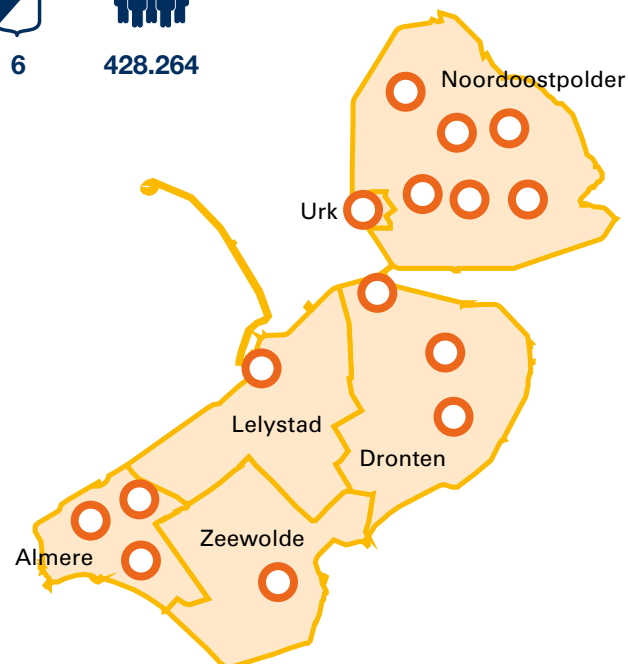 6 428.264
Noordoostpolder
Urk
Lelystad
Dronten
Zeewolde
Almere